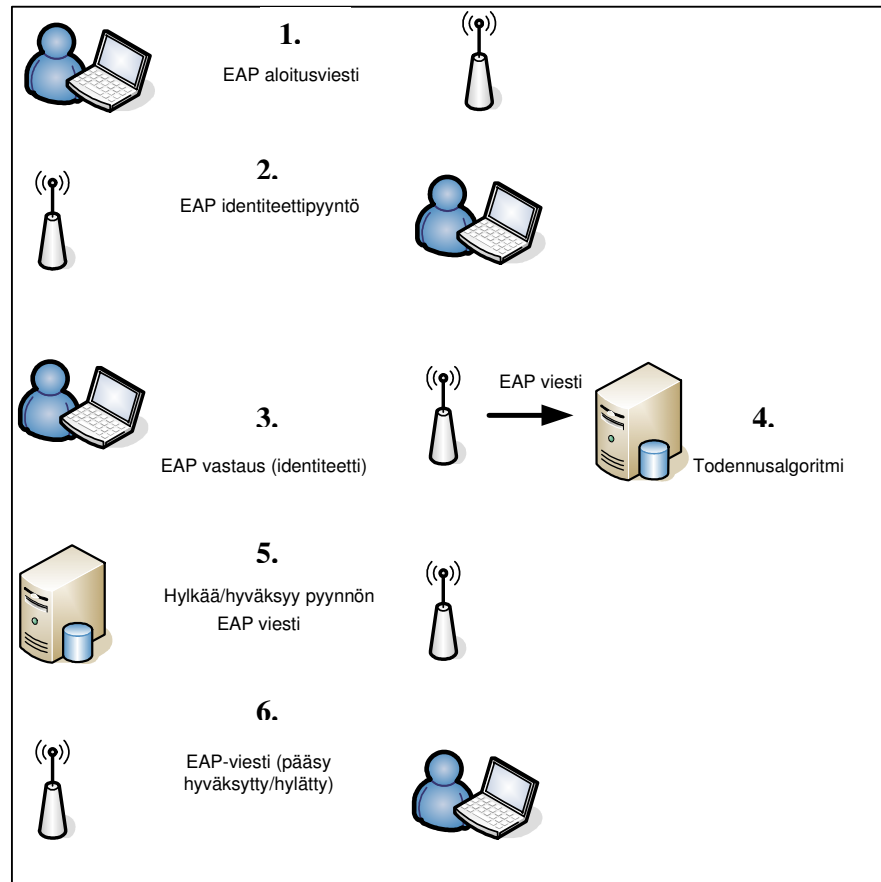 1.
EAP aloitusviesti
2.
EAP identiteettipyyntö
EAP viesti
3.
EAP vastaus (identiteetti)
4.
Todennusalgoritmi
5.
Hylkää/hyväksyy pyynnön
EAP viesti
6.
EAP-viesti (pääsy
hyväksytty/hylätty)